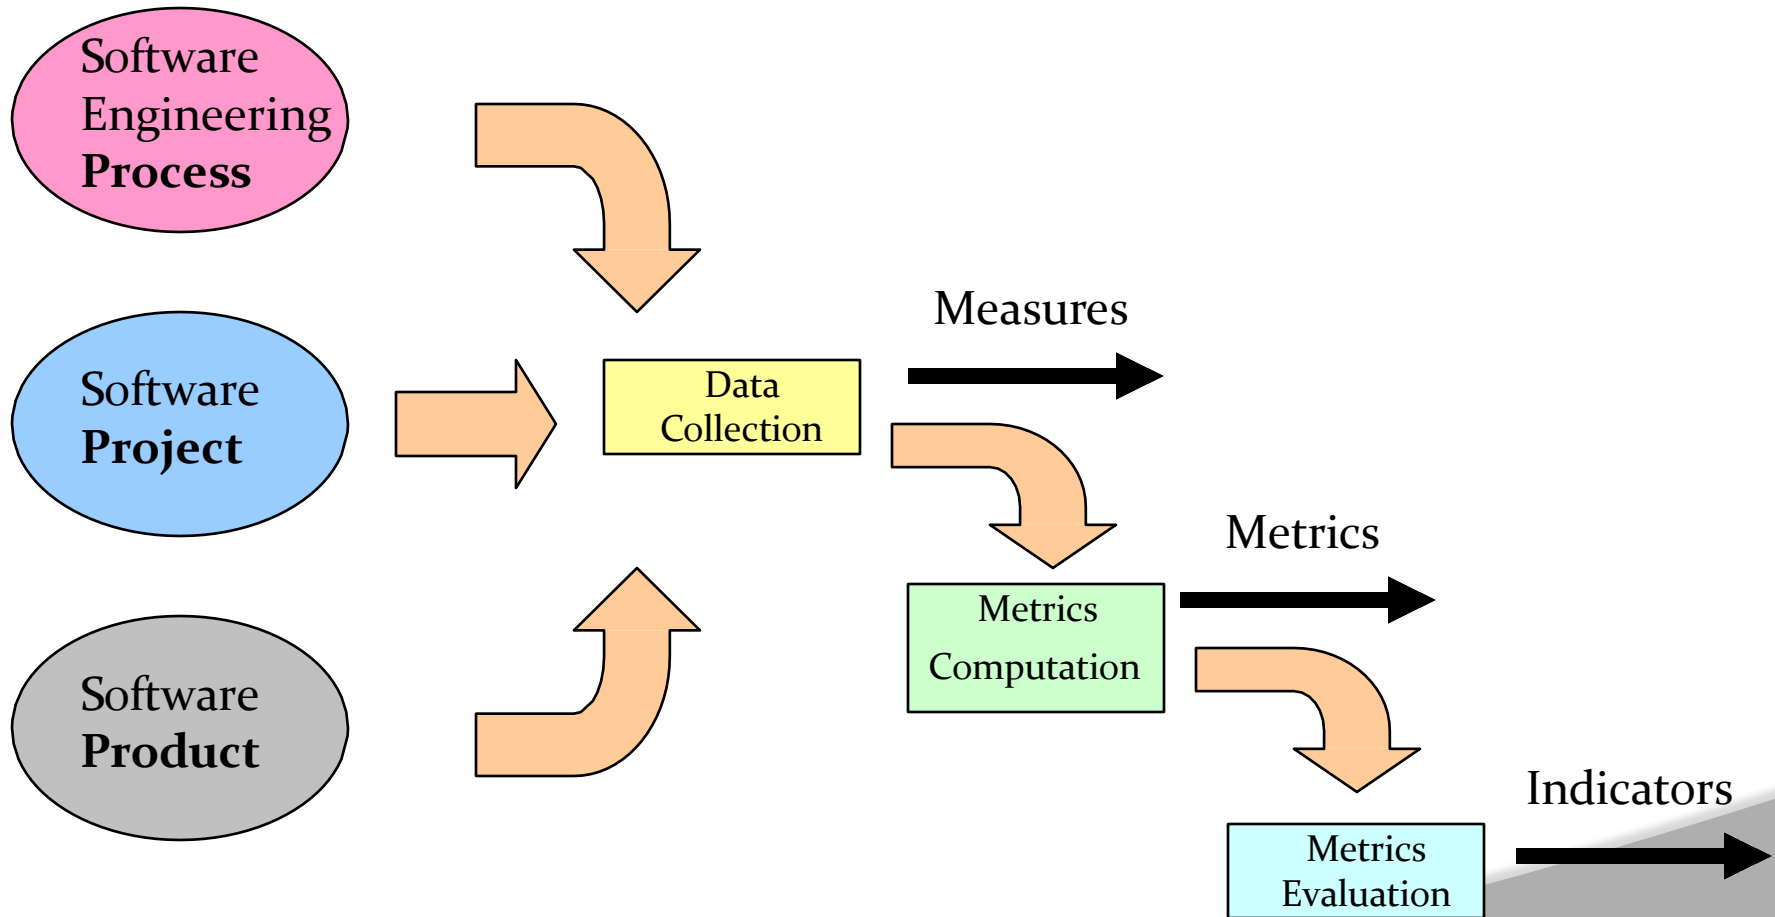 Software
Engineering
Process
Software
Project
Software
Product
Data
Collection
Measures
Metrics
Computation
Metrics
Metrics
Evaluation
Indicators